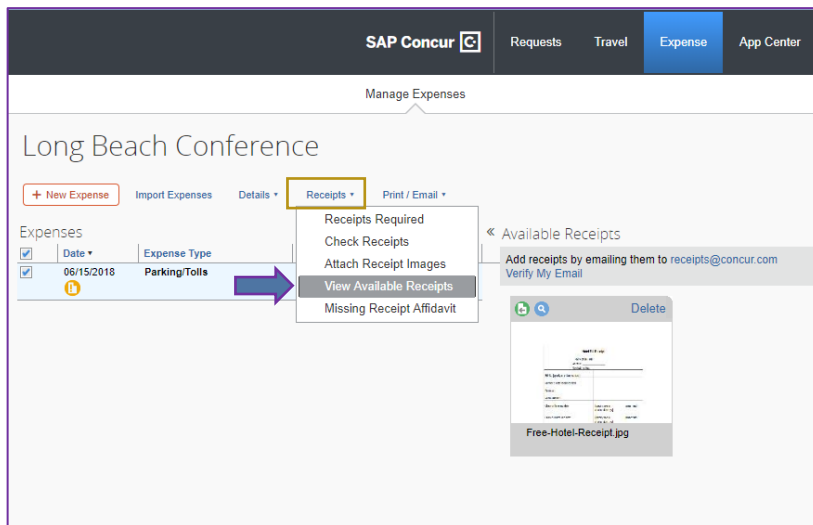 SAP Concur
Requests
Travel
Expense
App Center
Manage Expenses
Long Beach Conference
+ New Expense
Import Expenses
Details
Receipts
Print / Email
Receipts Required
Check Receipts
Attach Receipt Images
View Available Receipts
Missing Receipt Affidavit
Expenses
Date
Expense Type
06/15/2018
Parking/Tolls
« Available Receipts
Add receipts by emailing them to receipts@concur.com
Verify My Email
Delete
Free-Hotel-Receipt.jpg